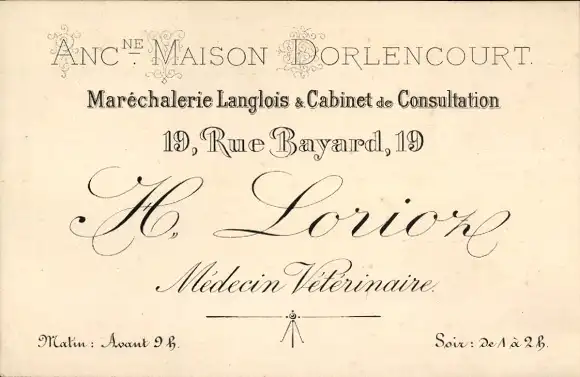 ANCNE. MAISON DORLENCOURT.
Maréchalerie Langlois & Cabinet de Consultation
19, Rue Bayard, 19
H. Lorioz
Médecin Vétérinaire.
Matin: Avant 9 h.
Soir: De 1 à 2 h.